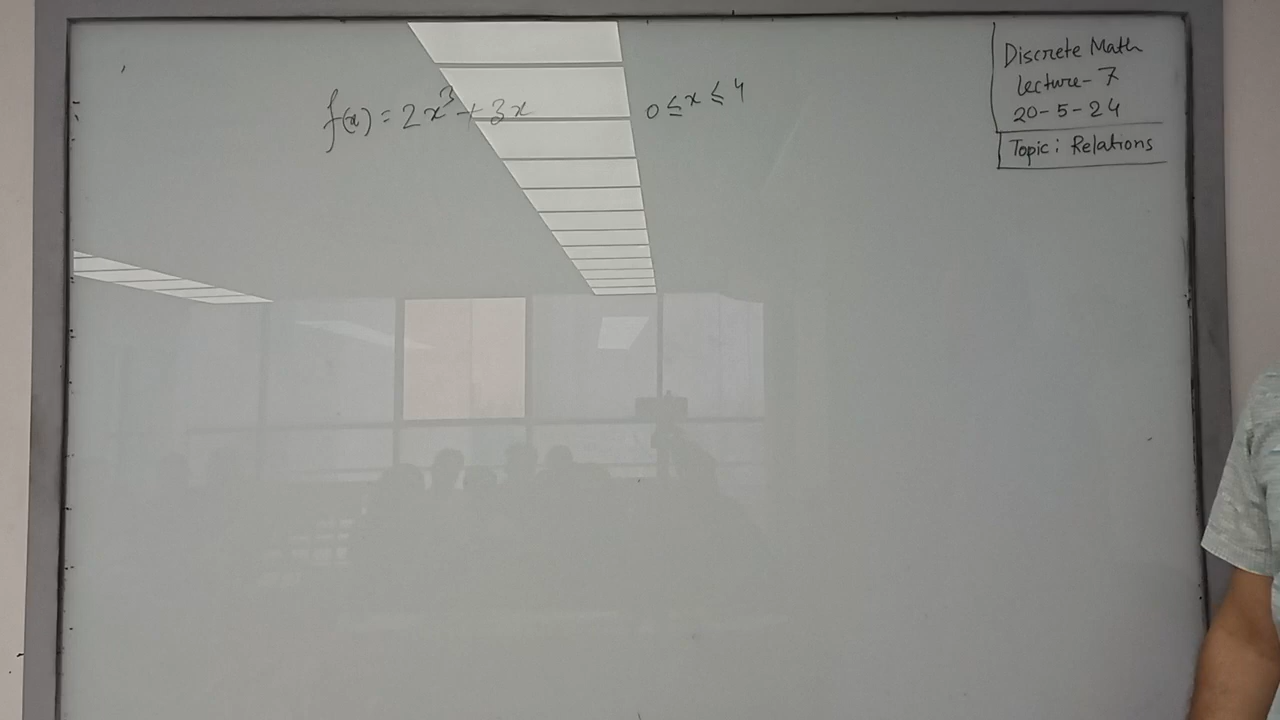 f(x) = 2x³ + 3x 0 ≤ x ≤ 4
Discrete Math
Lecture - 7
20-5-24
Topic: Relations